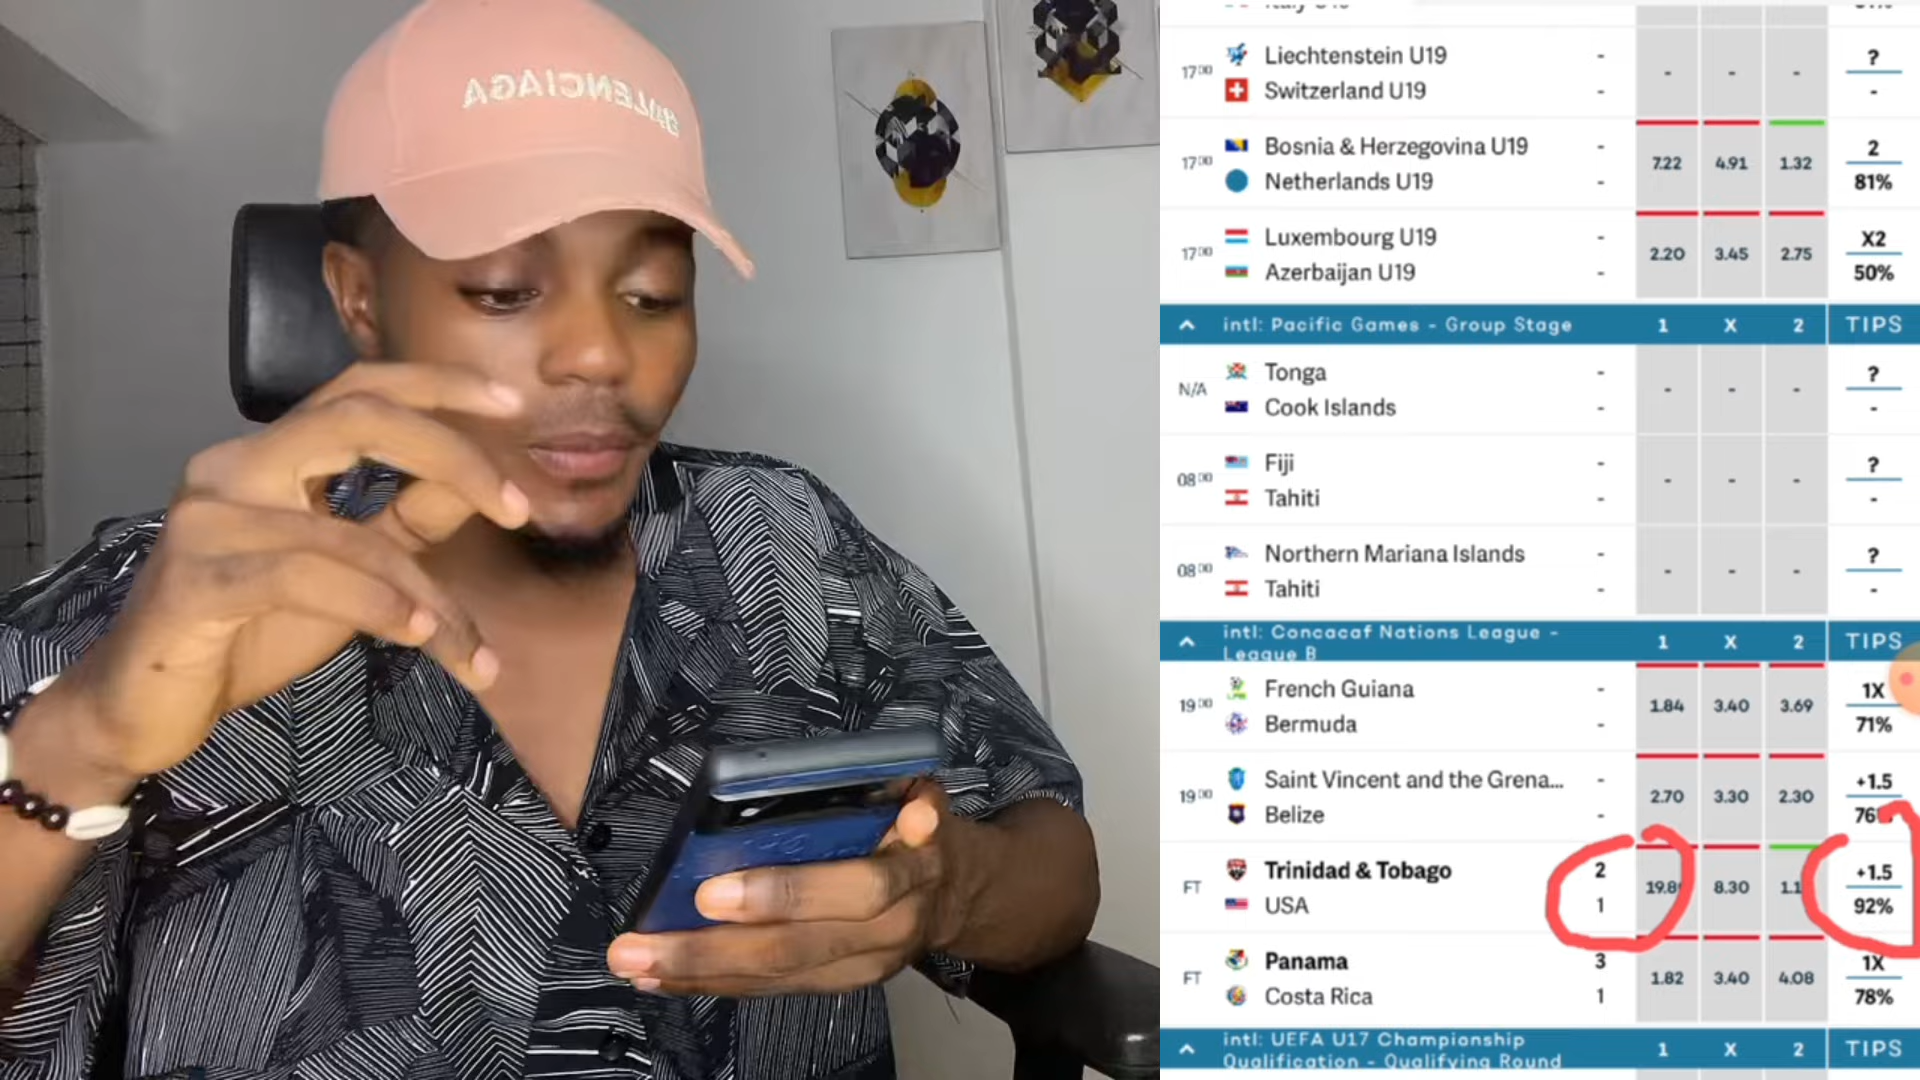 BALENCIAGA
17 00
Liechtenstein U19
-
-
-
-
?
Switzerland U19
-
-
17 00
Bosnia & Herzegovina U19
-
7.22
4.91
1.32
2
Netherlands U19
-
81%
17 00
Luxembourg U19
-
2.20
3.45
2.75
X2
Azerbaijan U19
-
50%
intl: Pacific Games - Group Stage
1
X
2
TIPS
N/A
Tonga
-
-
-
-
?
Cook Islands
-
-
08 00
Fiji
-
-
-
-
?
Tahiti
-
-
08 00
Northern Mariana Islands
-
-
-
-
?
Tahiti
-
-
intl: Concacaf Nations League -
League B
1
X
2
TIPS
19 00
French Guiana
-
1.84
3.40
3.69
1X
Bermuda
-
71%
19 00
Saint Vincent and the Grena...
-
2.70
3.30
2.30
+1.5
Belize
-
FT
Trinidad & Tobago
2
8.30
+1.5
USA
1
92%
FT
Panama
3
1.82
3.40
4.08
1X
Costa Rica
1
78%
intl: UEFA U17 Championship
Qualification - Qualifying Round
1
X
2
TIPS